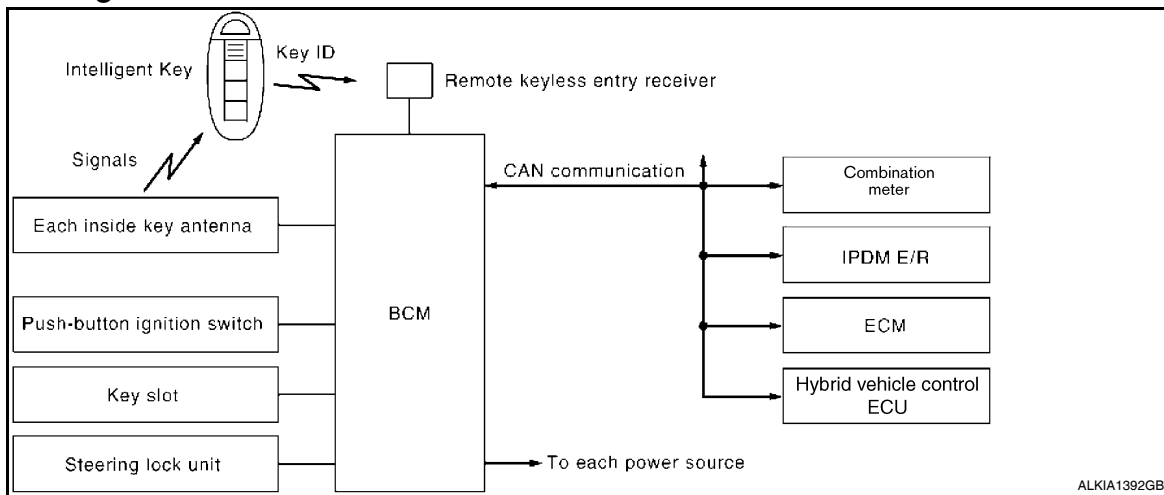 Key ID
Intelligent Key
Remote keyless entry receiver
Signals
CAN communication
Combination
meter
Each inside key antenna
IPDM E/R
BCM
Push-button ignition switch
ECM
Key slot
Hybrid vehicle control
ECU
Steering lock unit
To each power source
ALKIA1392GB